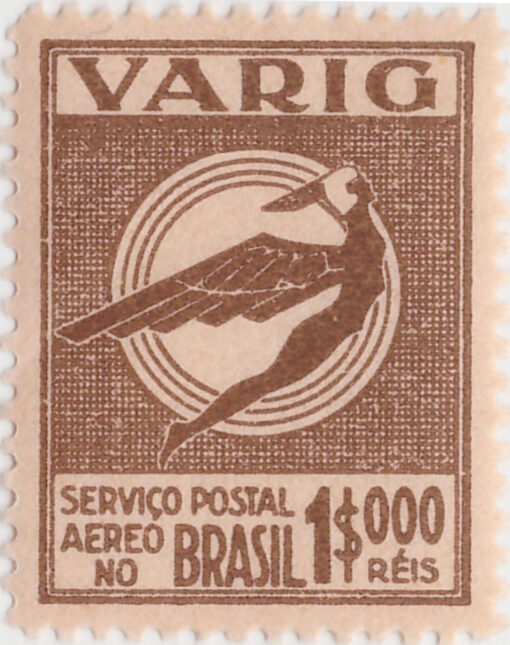 VARIG
SERVIÇO POSTAL
AEREO
NO BRASIL
1$000
RÉIS